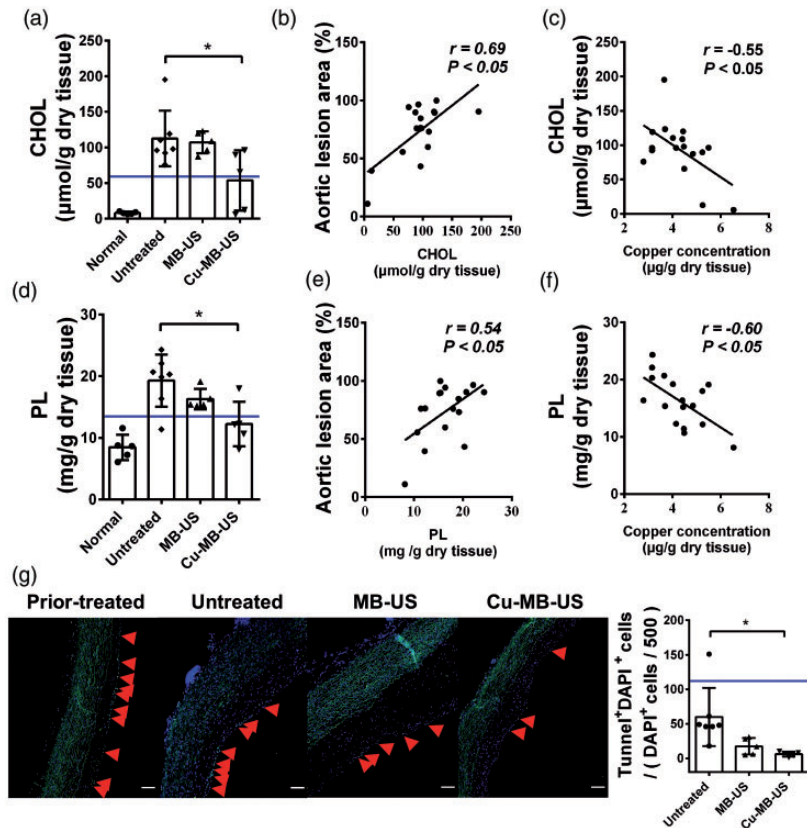 (a)
CHOL
(μmol/g dry tissue)
250
200
150
100
50
0
*
Normal
Untreated
MB-US
Cu-MB-US
(b)
Aortic lesion area (%)
150
100
50
0
r = 0.69
P < 0.05
0 50 100 150 200 250
CHOL
(μmol/g dry tissue)
(c)
CHOL
(μmol/g dry tissue)
250
200
150
100
50
0
r = -0.55
P < 0.05
2 4 6 8
Copper concentration
(μg/g dry tissue)
(d)
PL
(mg/g dry tissue)
30
20
10
0
*
Normal
Untreated
MB-US
Cu-MB-US
(e)
Aortic lesion area (%)
150
100
50
0
r = 0.54
P < 0.05
0 10 20 30
PL
(mg /g dry tissue)
(f)
PL
(mg/g dry tissue)
30
20
10
0
r = -0.60
P < 0.05
2 4 6 8
Copper concentration
(μg/g dry tissue)
(g)
Prior-treated
Untreated
MB-US
Cu-MB-US
Tunnel+DAPI+ cells
/ ( DAPI+ cells / 500 )
200
150
100
50
0
*
Untreated
MB-US
Cu-MB-US